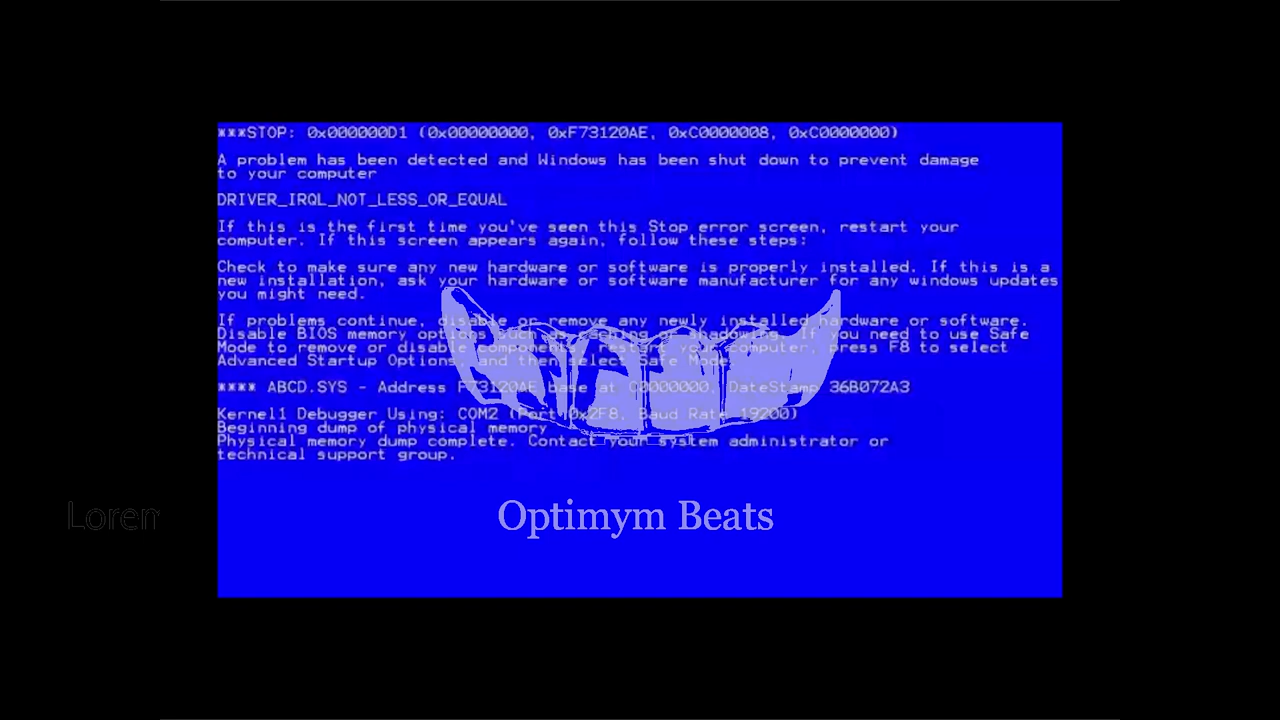 ***STOP: 0x000000D1 (0x00000000, 0xF73120AE, 0xC0000008, 0xC0000000)
A problem has been detected and Windows has been shut down to prevent damage
to your computer
DRIVER_IRQL_NOT_LESS_OR_EQUAL
If this is the first time you've seen this Stop error screen, restart your
computer. If this screen appears again, follow these steps:
Check to make sure any new hardware or software is properly installed. If this is a
new installation, ask your hardware or software manufacturer for any windows updates
you might need.
If problems continue, disable or remove any newly installed hardware or software.
Disable BIOS memory options such as caching or shadowing. If you need to use Safe
Mode to remove or disable components, restart your computer, press F8 to select
Advanced Startup Options, and then select Safe Mode.
**** ABCD.SYS - Address F73120AE base at C0000000, DateStamp 36B072A3
Kernel1 Debugger Using: COM2 (Port 0x2F8, Baud Rate 19200)
Beginning dump of physical memory
Physical memory dump complete. Contact your system administrator or
technical support group.
Lorem
Optimym Beats